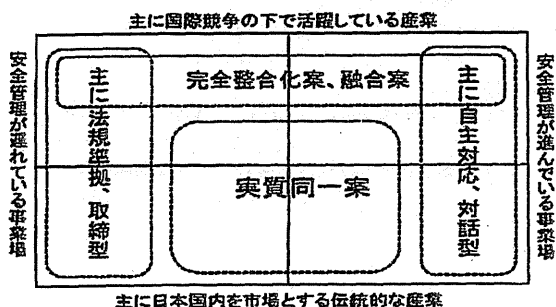 主に国際競争の下で活躍している産業
安全管理が遅れている事業場
主に法規準拠、取締型
完全整合化案、融合案
実質同一案
主に自主対応、対話型
安全管理が進んでいる事業場
主に日本国内を市場とする伝統的な産業